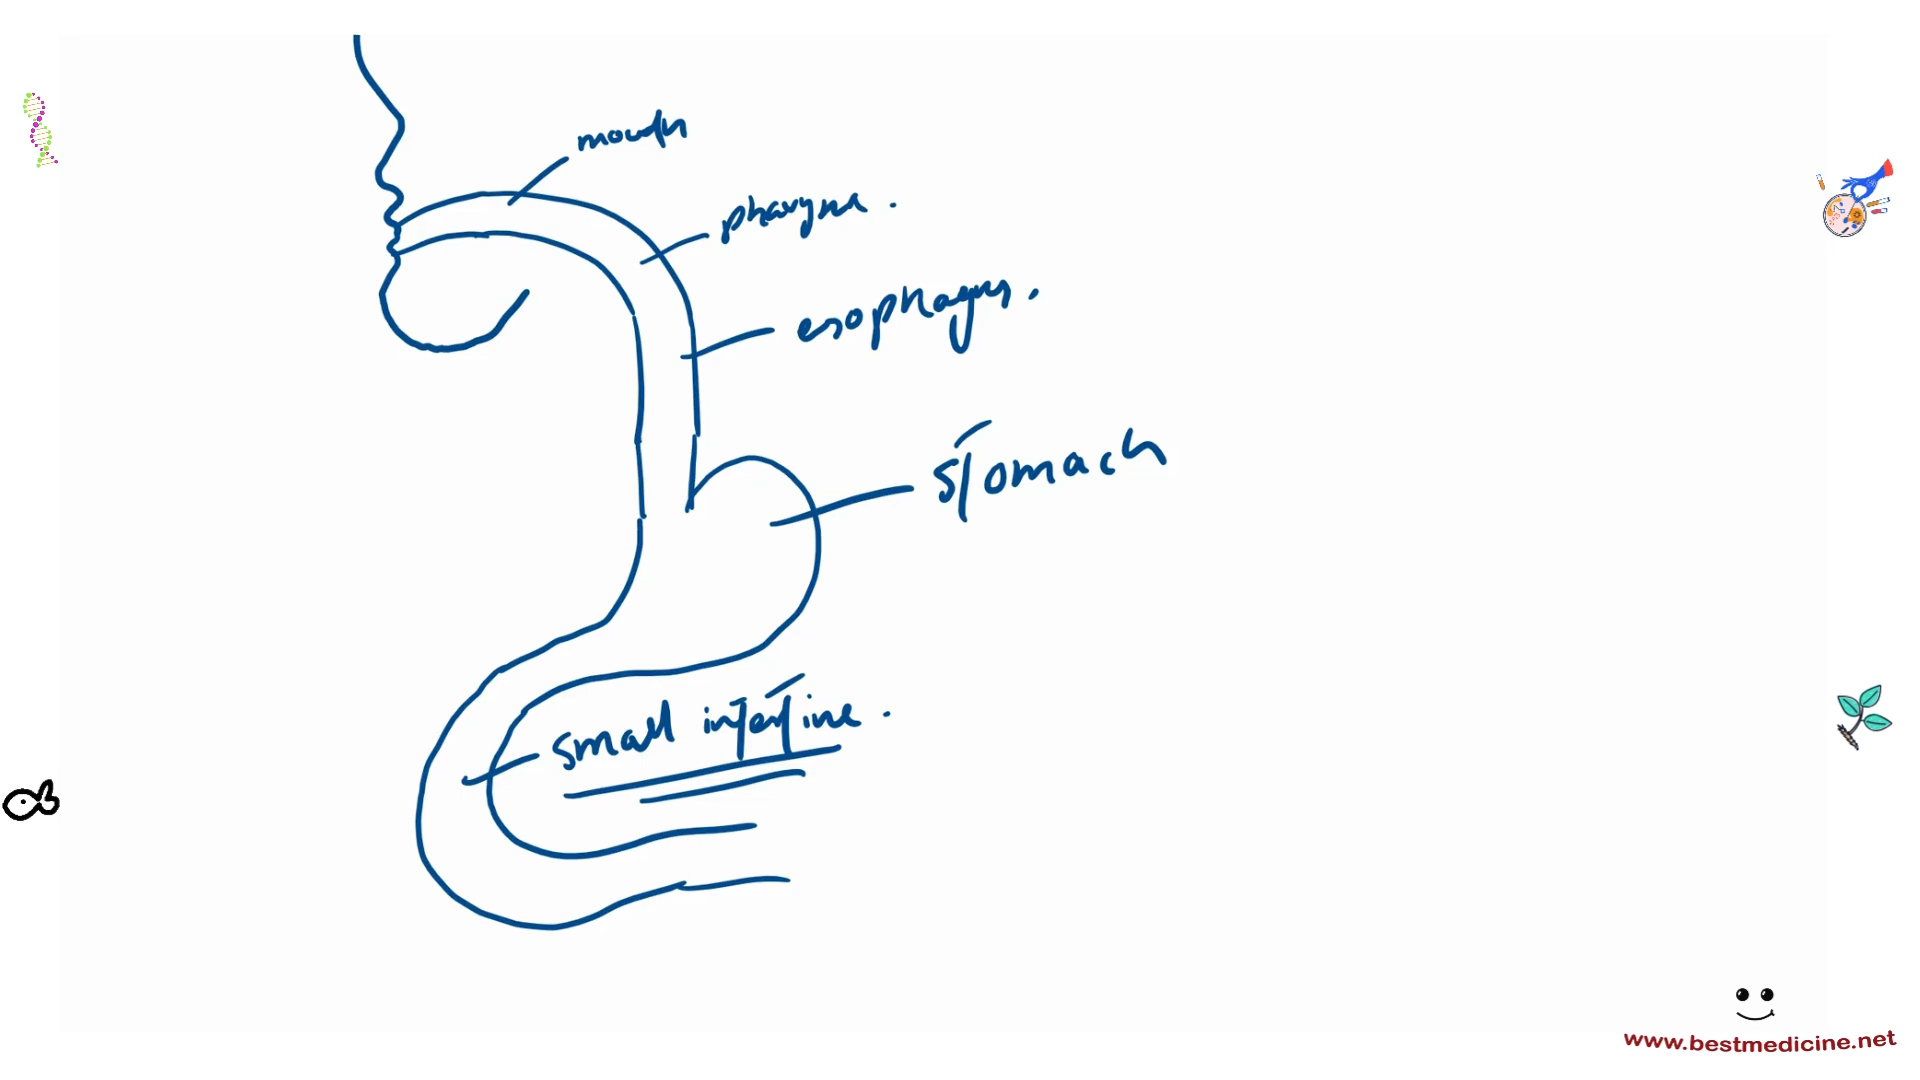 mouth
pharynx.
esophagus.
stomach
small intestine.
www.bestmedicine.net